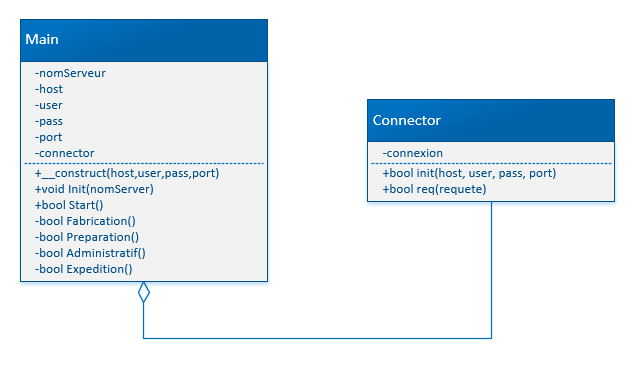 Main
-nomServeur
-host
-user
-pass
-port
-connector
+__construct(host,user,pass,port)
+void Init(nomServer)
+bool Start()
-bool Fabrication()
-bool Preparation()
-bool Administratif()
-bool Expedition()
Connector
-connexion
+bool init(host, user, pass, port)
+bool req(requete)